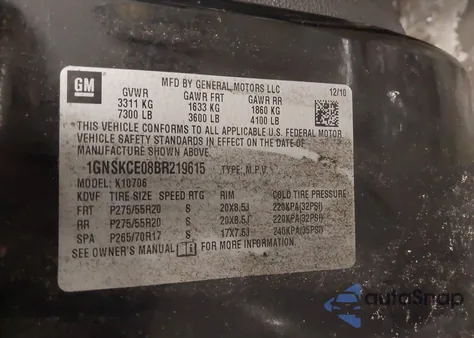 GM
MFD BY GENERAL MOTORS LLC
12/10
GVWR GAWR FRT GAWR RR
3311 KG 1633 KG 1860 KG
7300 LB 3600 LB 4100 LB
THIS VEHICLE CONFORMS TO ALL APPLICABLE U.S. FEDERAL MOTOR
VEHICLE SAFETY STANDARDS IN EFFECT ON THE DATE OF
MANUFACTURE SHOWN ABOVE.
1GNSKCE08BR219615 TYPE: M.P.V.
MODEL: K10706
KDVF TIRE SIZE SPEED RTG RIM COLD TIRE PRESSURE
FRT P275/55R20 S 20X8.5J 220KPA(32PSI)
RR P275/55R20 S 20X8.5J 220KPA(32PSI)
SPA P265/70R17 S 17X7.5J 240KPA(35PSI)
SEE OWNER'S MANUAL FOR MORE INFORMATION.
autoSnap